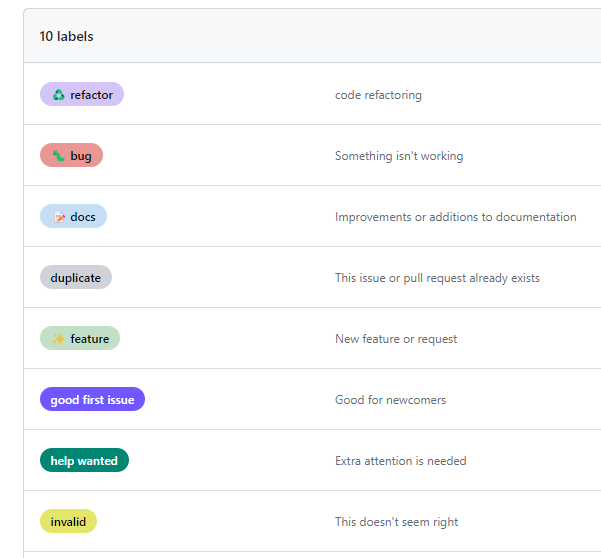 10 labels
♻️ refactor code refactoring
🐛 bug Something isn't working
📝 docs Improvements or additions to documentation
duplicate This issue or pull request already exists
✨ feature New feature or request
good first issue Good for newcomers
help wanted Extra attention is needed
invalid This doesn't seem right